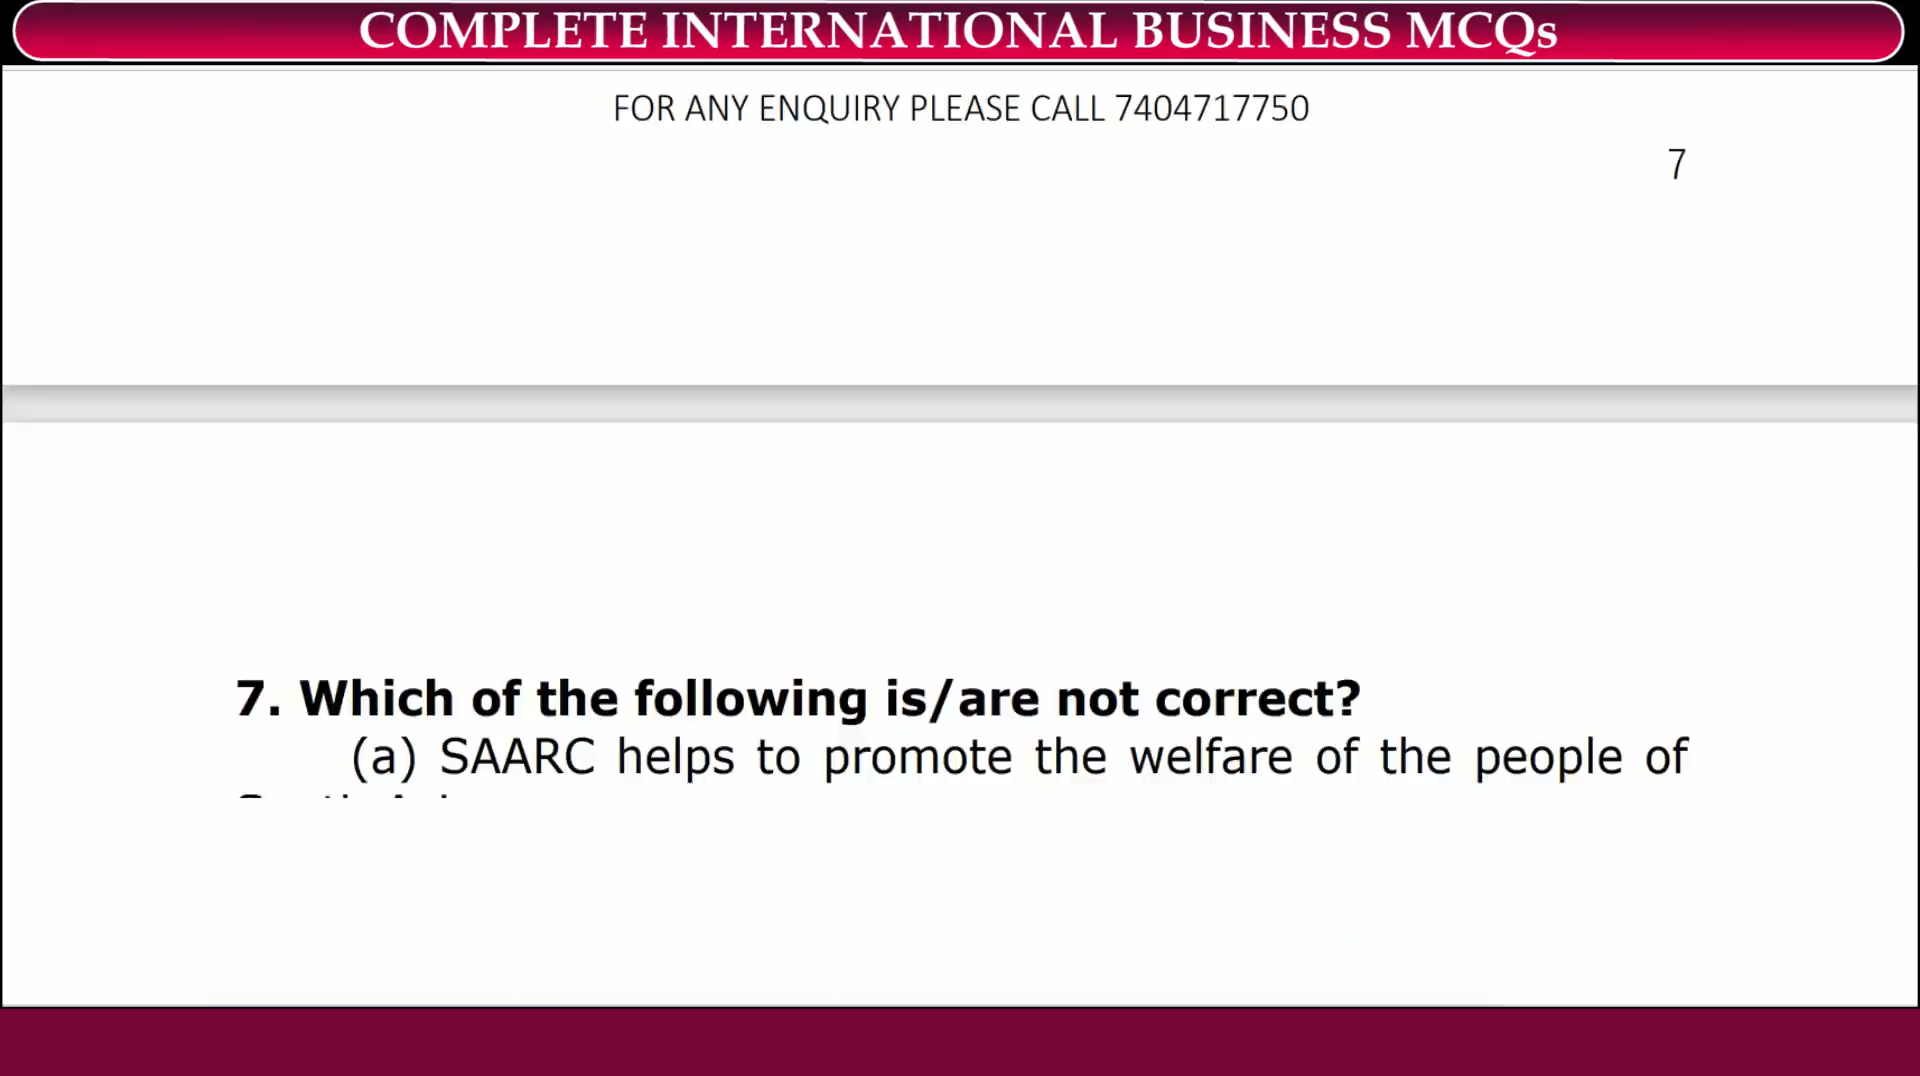 COMPLETE INTERNATIONAL BUSINESS MCQs
FOR ANY ENQUIRY PLEASE CALL 7404717750
7
7. Which of the following is/are not correct?
(a) SAARC helps to promote the welfare of the people of